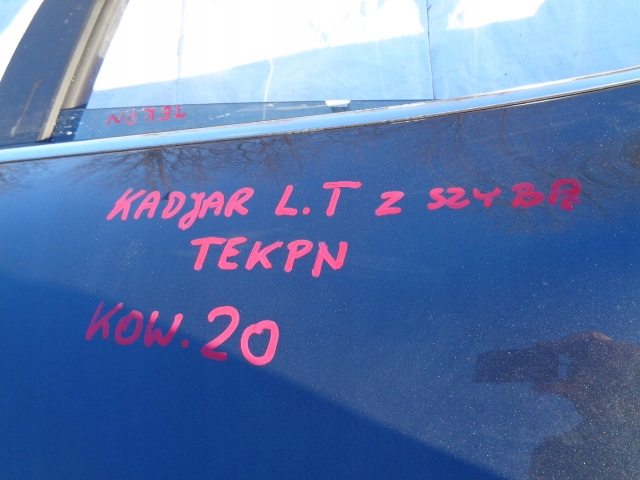 TEKPN
KADJAR L.T Z SZYBĄ
TEKPN
KOW. 20